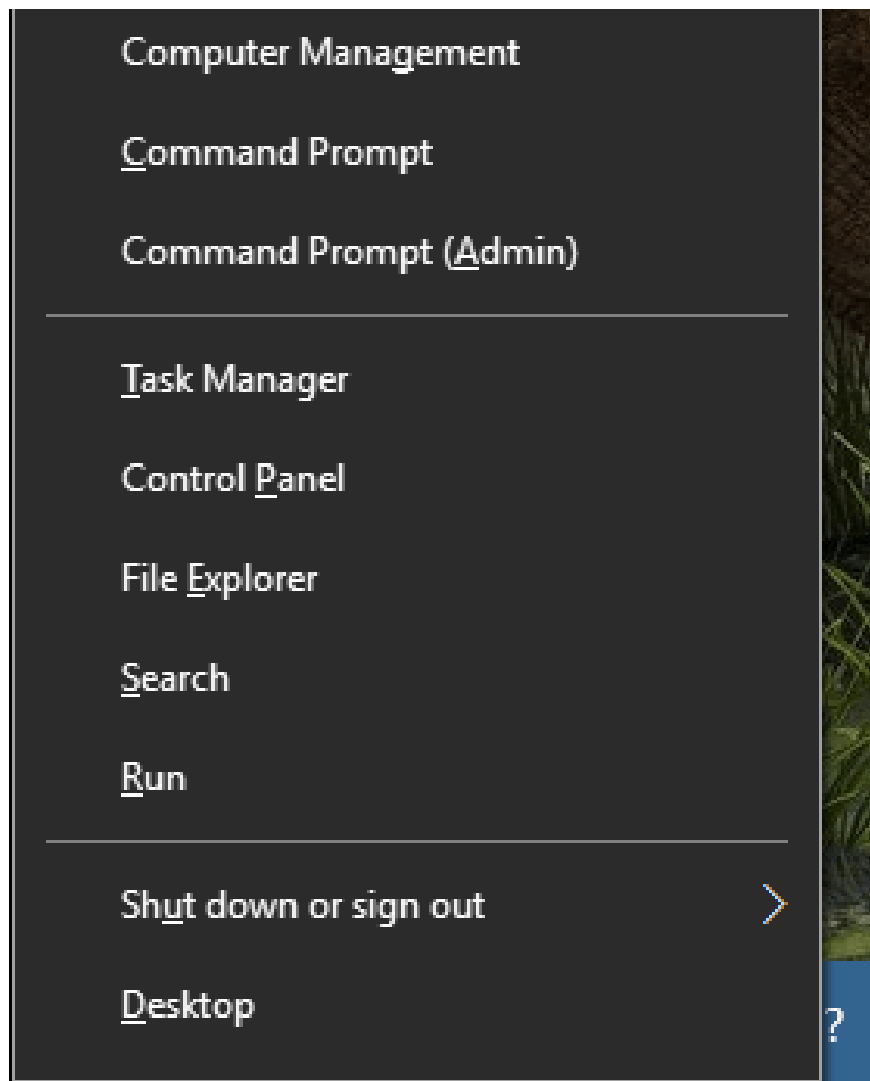 Computer Management
Command Prompt
Command Prompt (Admin)
Task Manager
Control Panel
File Explorer
Search
Run
Shut down or sign out
Desktop
?